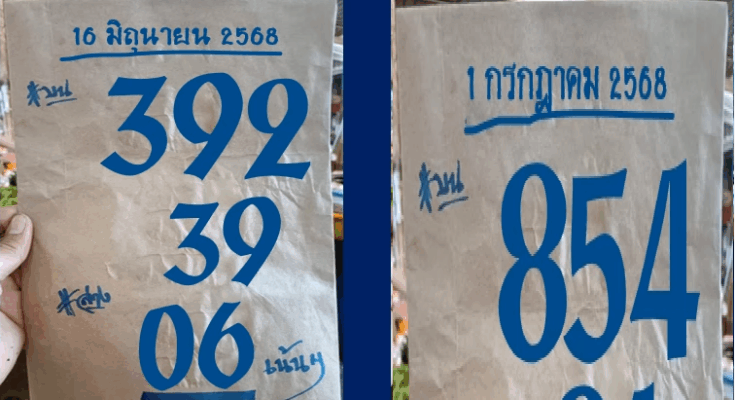 16 มิถุนายน 2568
*บน
392
39
*ล่าง
06
เน้นๆ
1 กรกฎาคม 2568
*บน
854